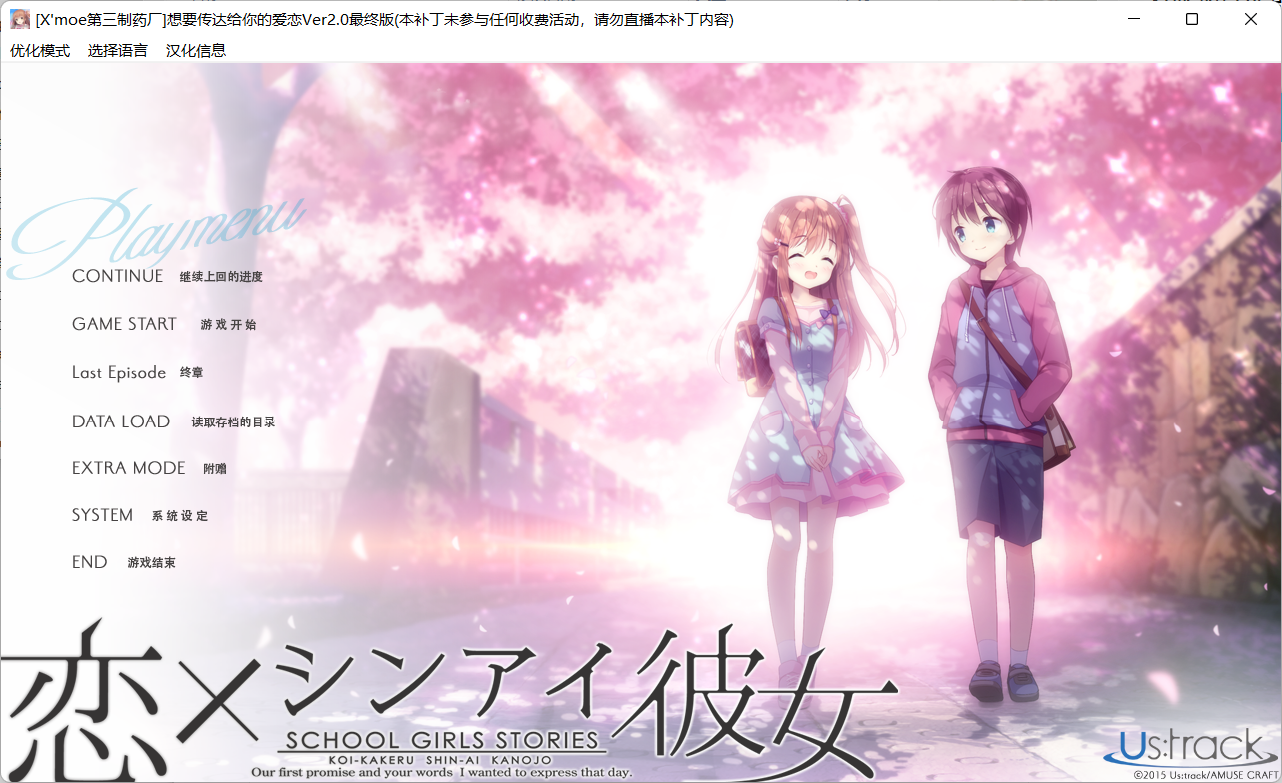 [X'moe第三制药厂]想要传达给你的爱恋Ver2.0最终版(本补丁未参与任何收费活动，请勿直播本补丁内容)
优化模式 选择语言 汉化信息
Playmenu
CONTINUE 继续上回的进度
GAME START 游戏开始
Last Episode 终章
DATA LOAD 读取存档的目录
EXTRA MODE 附赠
SYSTEM 系统设定
END 游戏结束
恋×シンアイ彼女
SCHOOL GIRLS STORIES
KOI-KAKERU SHIN-AI KANOJO
Our first promise and your words I wanted to express that day.
Us:track
©2015 Us:track/AMUSE CRAFT